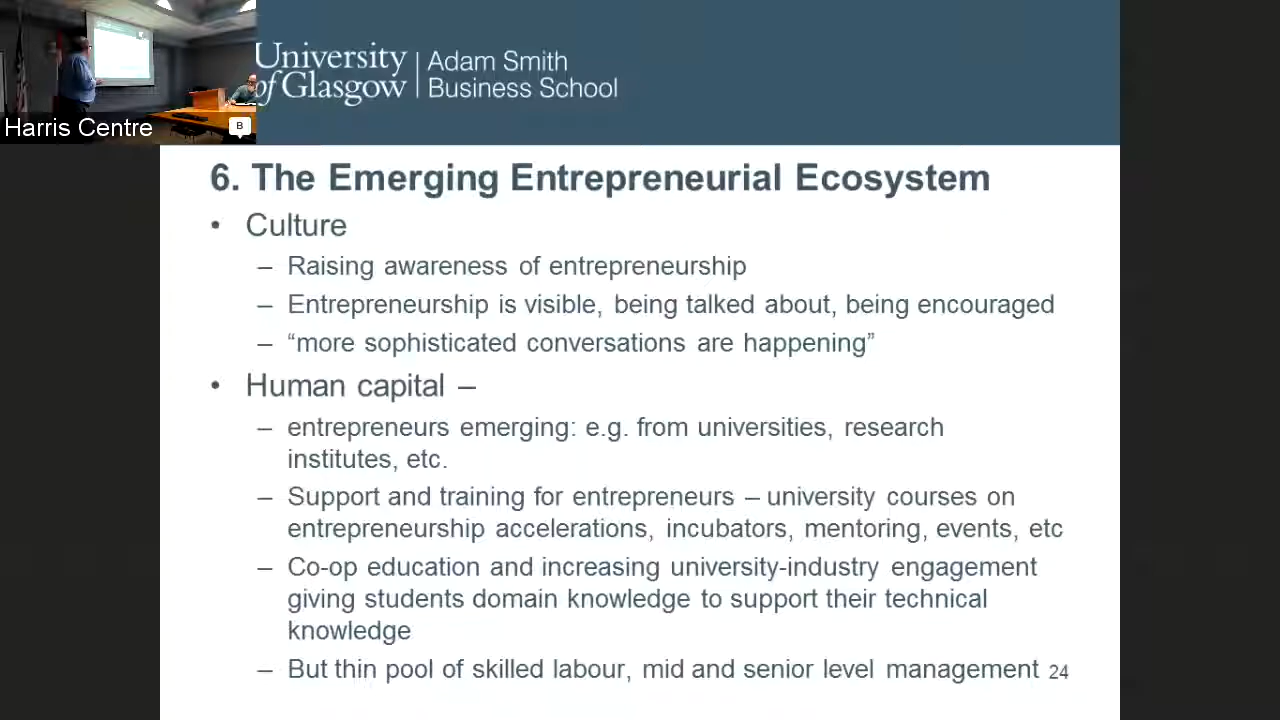 University
of Glasgow
Adam Smith
Business School
Harris Centre
B
6. The Emerging Entrepreneurial Ecosystem
• Culture
– Raising awareness of entrepreneurship
– Entrepreneurship is visible, being talked about, being encouraged
– “more sophisticated conversations are happening”
• Human capital –
– entrepreneurs emerging: e.g. from universities, research
institutes, etc.
– Support and training for entrepreneurs – university courses on
entrepreneurship accelerations, incubators, mentoring, events, etc
– Co-op education and increasing university-industry engagement
giving students domain knowledge to support their technical
knowledge
– But thin pool of skilled labour, mid and senior level management
24